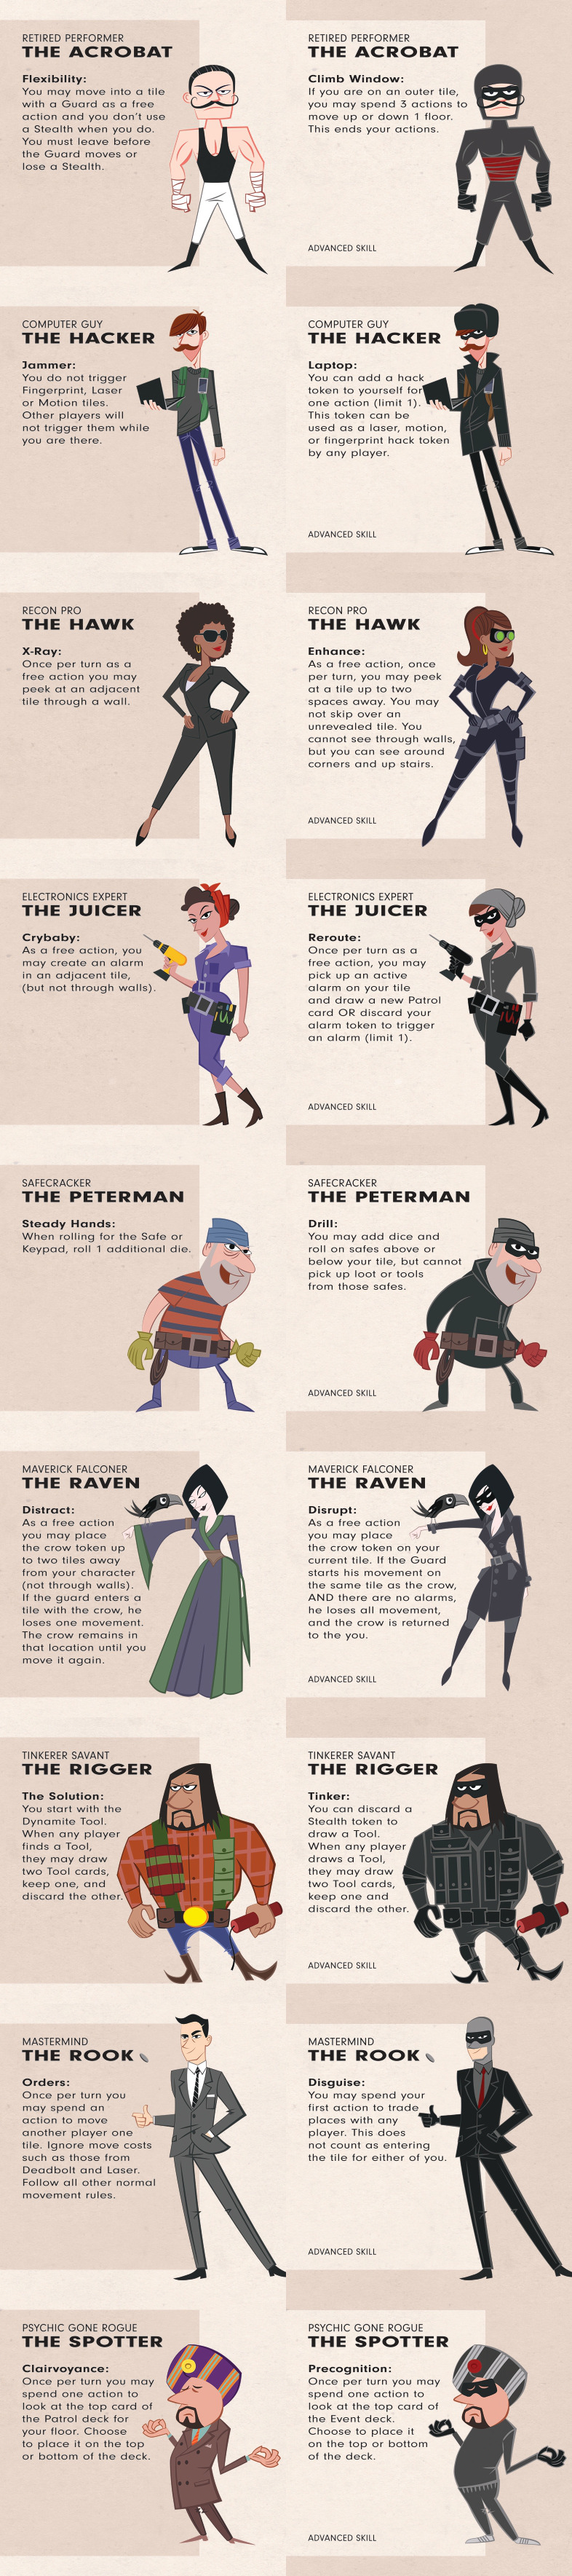 RETIRED PERFORMER
THE ACROBAT
Flexibility:
You may move into a tile
with a Guard as a free
action and you don't use
a Stealth when you do.
You must leave before
the Guard moves or
lose a Stealth.
RETIRED PERFORMER
THE ACROBAT
Climb Window:
If you are on an outer tile,
you may spend 3 actions to
move up or down 1 floor.
This ends your actions.
ADVANCED SKILL
COMPUTER GUY
THE HACKER
Jammer:
You do not trigger
Fingerprint, Laser
or Motion tiles.
Other players will
not trigger them while
you are there.
COMPUTER GUY
THE HACKER
Laptop:
You can add a hack
token to yourself for
one action (limit 1).
This token can be
used as a laser, motion,
or fingerprint hack token
by any player.
ADVANCED SKILL
RECON PRO
THE HAWK
X-Ray:
Once per turn as a
free action you may
peek at an adjacent
tile through a wall.
RECON PRO
THE HAWK
Enhance:
As a free action, once
per turn, you may peek
at a tile up to two
spaces away. You may
not skip over an
unrevealed tile. You
cannot see through walls,
but you can see around
corners and up stairs.
ADVANCED SKILL
ELECTRONICS EXPERT
THE JUICER
Crybaby:
As a free action, you
may create an alarm
in an adjacent tile,
(but not through walls).
ELECTRONICS EXPERT
THE JUICER
Reroute:
Once per turn as a
free action, you may
pick up an active
alarm on your tile
and draw a new Patrol
card OR discard your
alarm token to trigger
an alarm (limit 1).
ADVANCED SKILL
SAFECRACKER
THE PETERMAN
Steady Hands:
When rolling for the Safe or
Keypad, roll 1 additional die.
SAFECRACKER
THE PETERMAN
Drill:
You may add dice and
roll on safes above or
below your tile, but cannot
pick up loot or tools
from those safes.
ADVANCED SKILL
MAVERICK FALCONER
THE RAVEN
Distract:
As a free action
you may place
the crow token up
to two tiles away
from your character
(not through walls).
If the guard enters a
tile with the crow, he
loses one movement.
The crow remains in
that location until you
move it again.
MAVERICK FALCONER
THE RAVEN
Disrupt:
As a free action
you may place
the crow token on your
current tile. If the Guard
starts his movement on
the same tile as the crow,
AND there are no alarms,
he loses all movement,
and the crow is returned
to the you.
ADVANCED SKILL
TINKERER SAVANT
THE RIGGER
The Solution:
You start with the
Dynamite Tool.
When any player
finds a Tool,
they may draw
two Tool cards,
keep one, and
discard the other.
TINKERER SAVANT
THE RIGGER
Tinker:
You can discard a
Stealth token to
draw a Tool.
When any player
draws a Tool,
they may draw
two Tool cards,
keep one and
discard the other.
ADVANCED SKILL
MASTERMIND
THE ROOK
Orders:
Once per turn you
may spend an
action to move
another player one
tile. Ignore move costs
such as those from
Deadbolt and Laser.
Follow all other normal
movement rules.
MASTERMIND
THE ROOK
Disguise:
You may spend your
first action to trade
places with any
player. This does
not count as entering
the tile for either of you.
ADVANCED SKILL
PSYCHIC GONE ROGUE
THE SPOTTER
Clairvoyance:
Once per turn you may
spend one action to
look at the top card of
the Patrol deck for
your floor. Choose
to place it on the top
or bottom of the deck.
PSYCHIC GONE ROGUE
THE SPOTTER
Precognition:
Once per turn you may
spend one action to
look at the top card of
the Event deck.
Choose to place it
on the top or bottom
of the deck.
ADVANCED SKILL